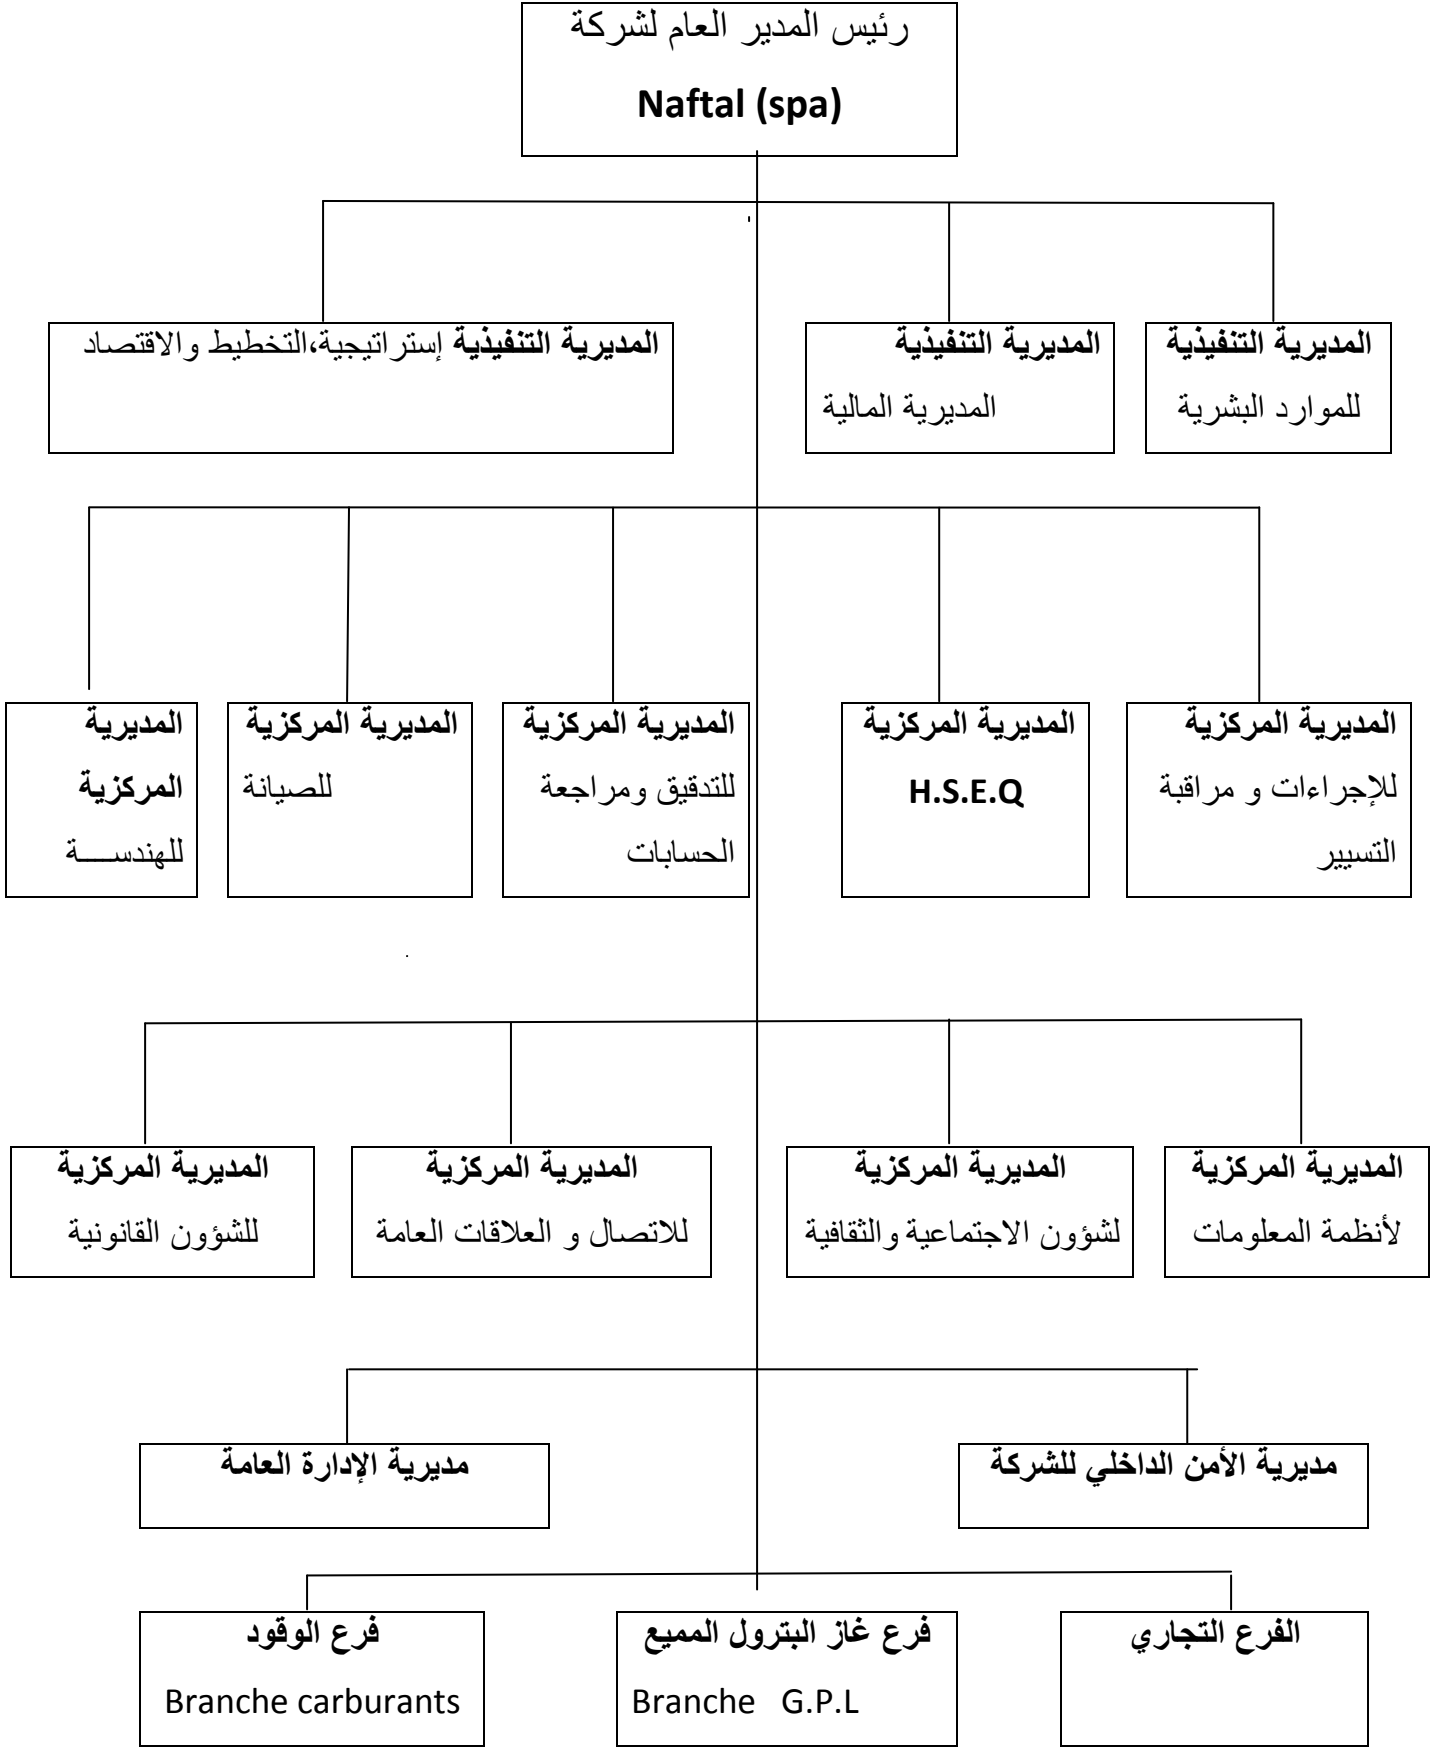 رئيس المدير العام لشركة
Naftal (spa)
المديرية التنفيذية
للموارد البشرية
المديرية التنفيذية
المديرية المالية
المديرية التنفيذية إستراتيجية،التخطيط والاقتصاد
المديرية المركزية
للإجراءات و مراقبة
التسيير
المديرية المركزية
H.S.E.Q
المديرية المركزية
للتدقيق ومراجعة
الحسابات
المديرية المركزية
للصيانة
المديرية
المركزية
للهندســـة
المديرية المركزية
لأنظمة المعلومات
المديرية المركزية
لشؤون الاجتماعية والثقافية
المديرية المركزية
للاتصال و العلاقات العامة
المديرية المركزية
للشؤون القانونية
مديرية الأمن الداخلي للشركة
مديرية الإدارة العامة
الفرع التجاري
فرع غاز البترول المميع
Branche G.P.L
فرع الوقود
Branche carburants